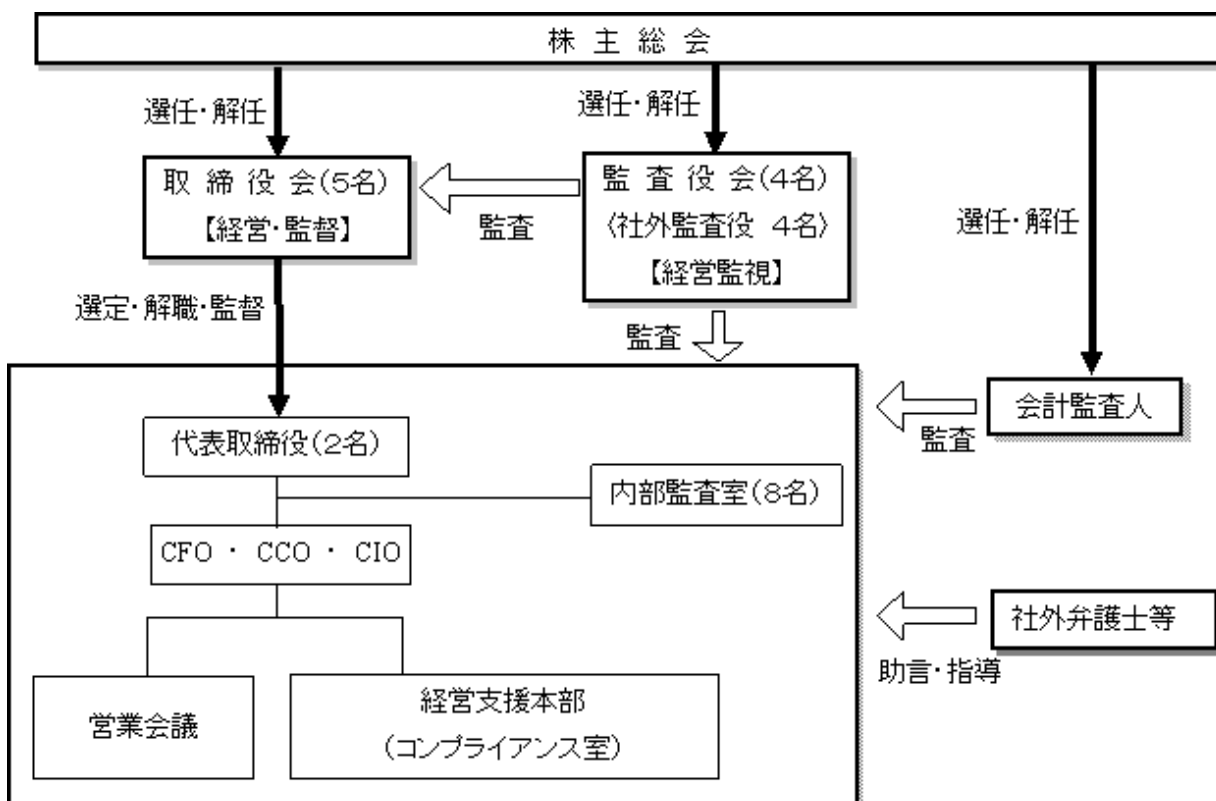 株 主 総 会
選任・解任
選任・解任
取 締 役 会(5名)
【経営・監督】
監査
監 査 役 会(4名)
〈社外監査役 4名〉
【経営監視】
選任・解任
選定・解職・監督
監査
会計監査人
監査
代表取締役(2名)
内部監査室(8名)
CFO ・ CCO ・ CIO
社外弁護士等
助言・指導
営業会議
経営支援本部
(コンプライアンス室)